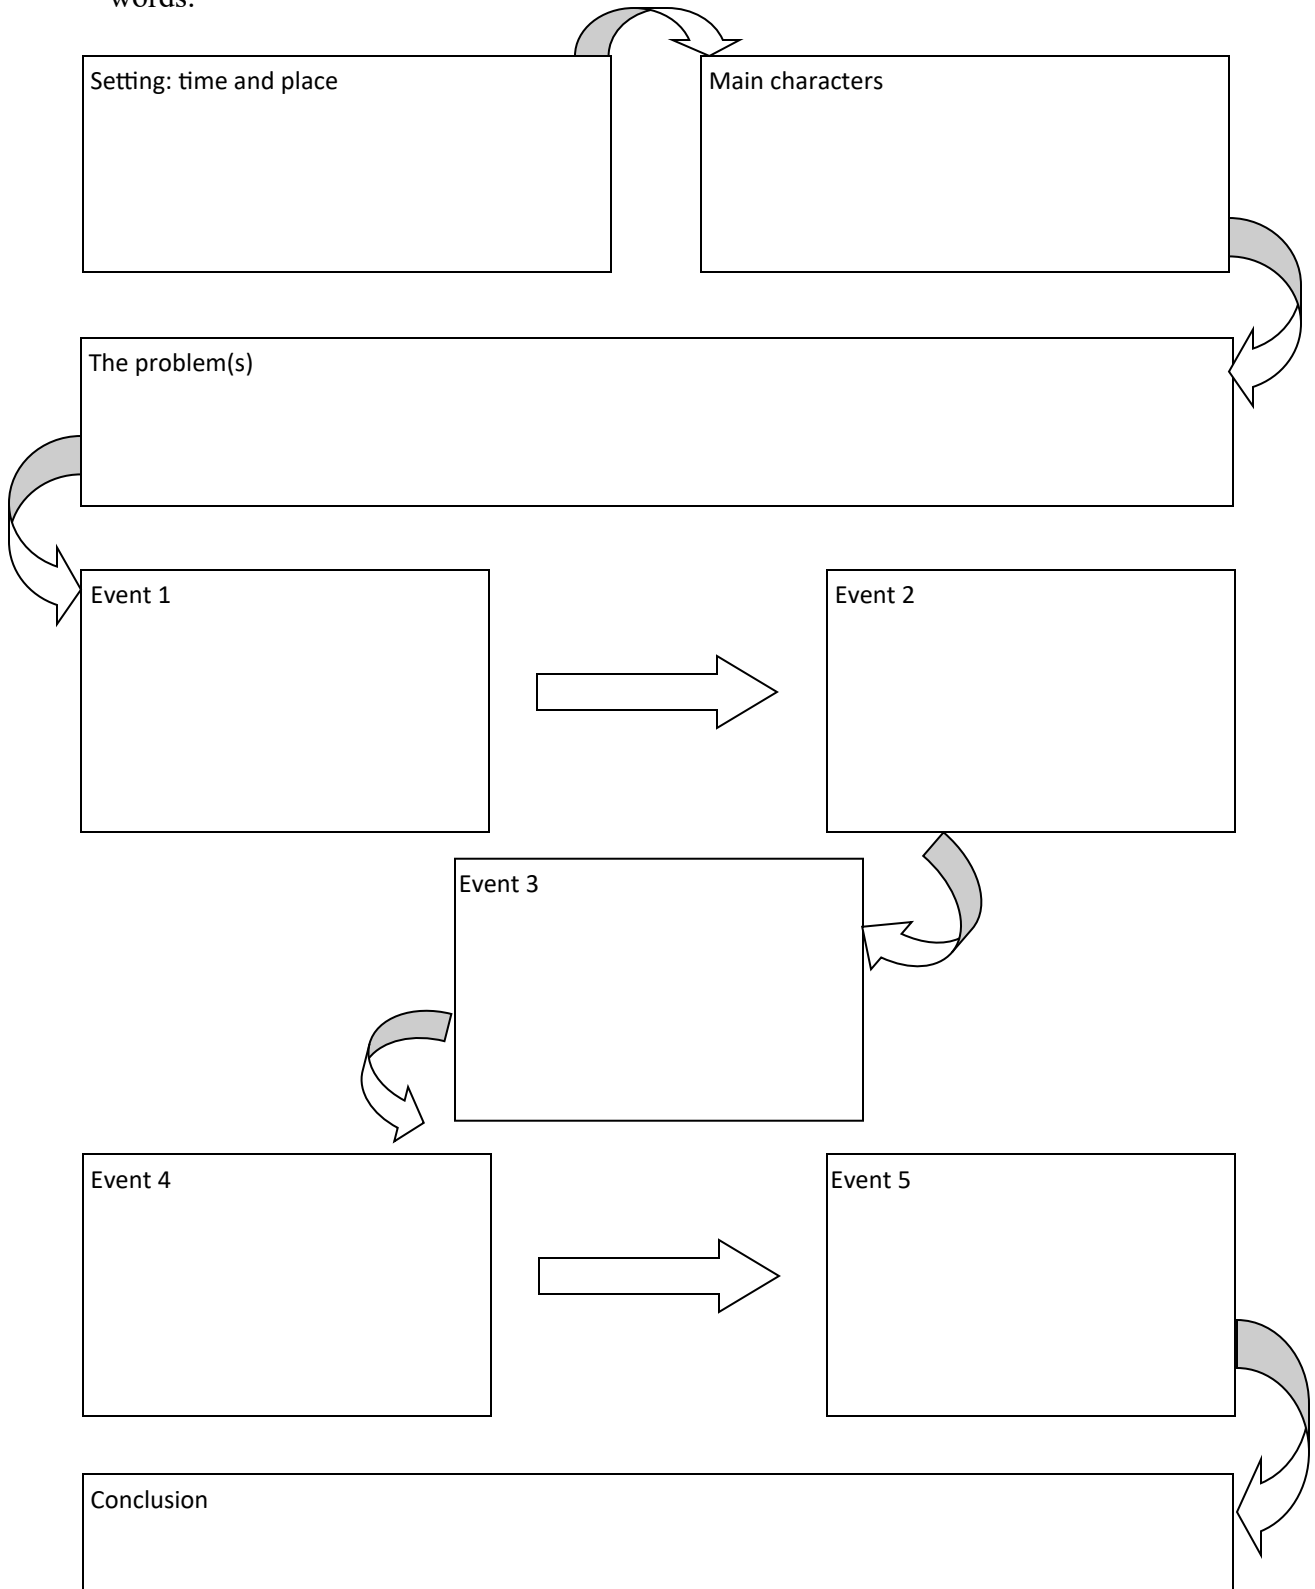 words.
Setting: time and place
Main characters
The problem(s)
Event 1
Event 2
Event 3
Event 4
Event 5
Conclusion